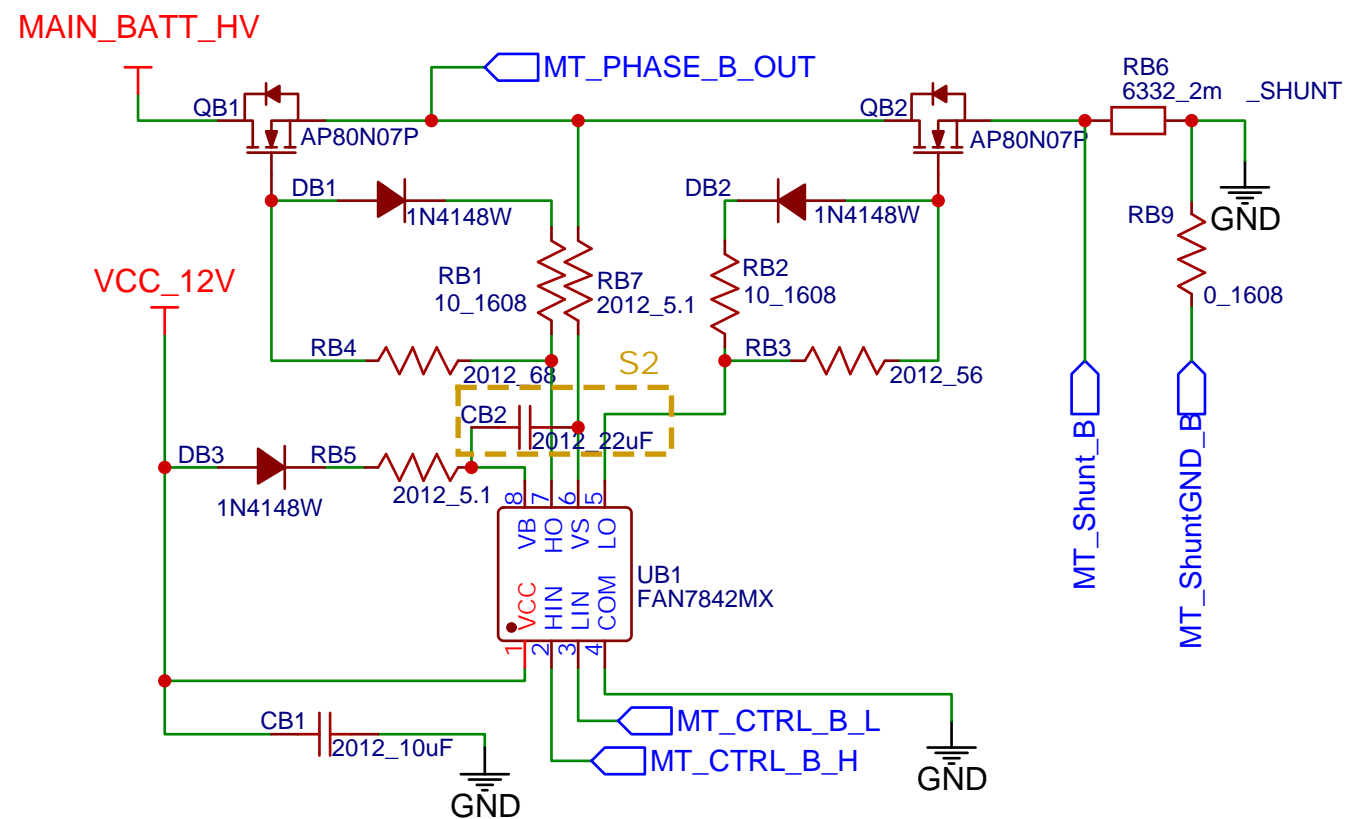 MAIN_BATT_HV
MT_PHASE_B_OUT
RB6
6332_2m _SHUNT
QB1
AP80N07P
QB2
AP80N07P
DB1
1N4148W
DB2
1N4148W
RB9
GND
VCC_12V
RB1
10_1608
RB7
2012_5.1
RB2
10_1608
0_1608
RB4
2012_68
S2
RB3
2012_56
CB2
2012_22uF
DB3
1N4148W
RB5
2012_5.1
8 7 6 5
VB HO VS LO
UB1
FAN7842MX
VCC HIN LIN COM
1 2 3 4
MT_Shunt_B
MT_ShuntGND_B
CB1
2012_10uF
GND
MT_CTRL_B_L
MT_CTRL_B_H
GND